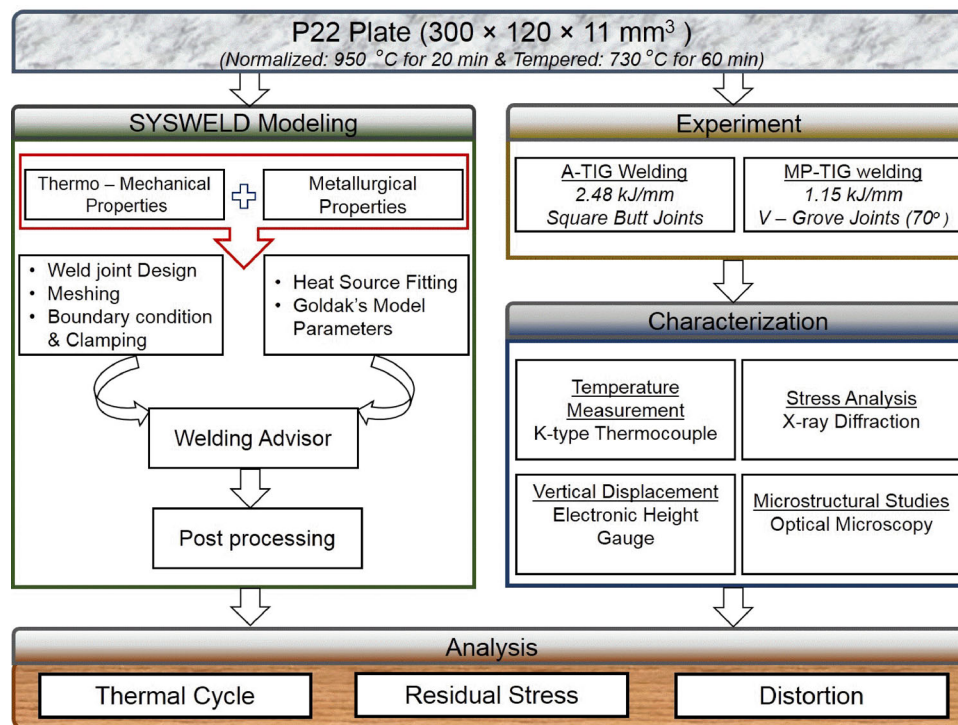 P22 Plate (300 × 120 × 11 mm³ )
(Normalized: 950 °C for 20 min & Tempered: 730 °C for 60 min)
SYSWELD Modeling
Thermo – Mechanical
Properties
Metallurgical
Properties
• Weld joint Design
• Meshing
• Boundary condition
& Clamping
• Heat Source Fitting
• Goldak's Model
Parameters
Welding Advisor
Post processing
Experiment
A-TIG Welding
2.48 kJ/mm
Square Butt Joints
MP-TIG welding
1.15 kJ/mm
V – Grove Joints (70°)
Characterization
Temperature
Measurement
K-type Thermocouple
Stress Analysis
X-ray Diffraction
Vertical Displacement
Electronic Height
Gauge
Microstructural Studies
Optical Microscopy
Analysis
Thermal Cycle
Residual Stress
Distortion